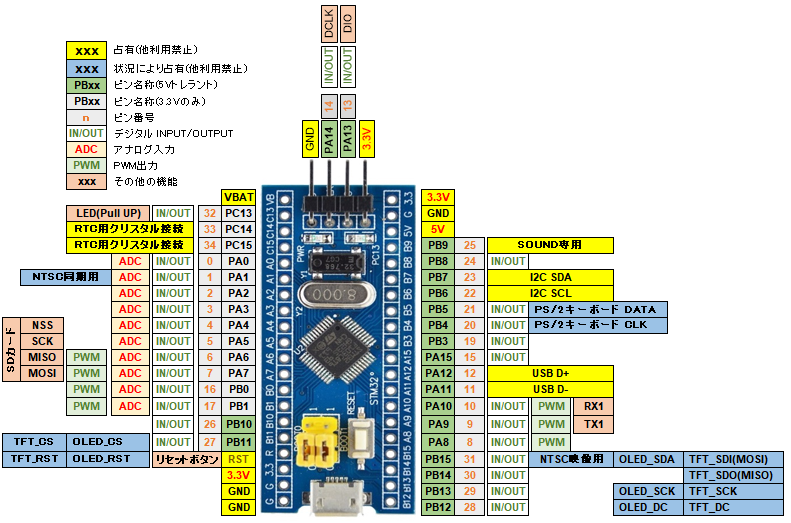 DCLK DIO
IN/OUT IN/OUT
14 13
GND PA14 PA13 3.3V
xxx 占有(他利用禁止)
xxx 状況により占有(他利用禁止)
PBxx ピン名称(5Vトレラント)
PBxx ピン名称(3.3Vのみ)
n ピン番号
IN/OUT デジタル INPUT/OUTPUT
ADC アナログ入力
PWM PWM出力
xxx その他の機能
VBAT
LED(Pull UP) IN/OUT 32 PC13
RTC用クリスタル接続 33 PC14
RTC用クリスタル接続 34 PC15
ADC IN/OUT 0 PA0
NTSC同期用 ADC IN/OUT 1 PA1
ADC IN/OUT 2 PA2
ADC IN/OUT 3 PA3
SDカード
NSS ADC IN/OUT 4 PA4
SCK ADC IN/OUT 5 PA5
MISO PWM ADC IN/OUT 6 PA6
MOSI PWM ADC IN/OUT 7 PA7
PWM ADC IN/OUT 16 PB0
PWM ADC IN/OUT 17 PB1
IN/OUT 26 PB10
TFT_CS OLED_CS IN/OUT 27 PB11
TFT_RST OLED_RST リセットボタン RST
3.3V
GND
GND
VB C13 C14 C15 A0 A1 A2 A3 A4 A5 A6 A7 B0 B1 B10 B11 R 3.3 G G
PWR PC13
Y1
8.000
Y2
U2
STM32
RESET
1 1
BOOT
3.3 G 5V B9 B8 B7 B6 B5 B4 B3 A15 A12 A11 A10 A9 A8 B15 B14 B13 B12
3.3V
GND
5V
PB9 25 SOUND専用
PB8 24 IN/OUT
PB7 23 I2C SDA
PB6 22 I2C SCL
PB5 21 IN/OUT PS/2キーボード DATA
PB4 20 IN/OUT PS/2キーボード CLK
PB3 19 IN/OUT
PA15 15 IN/OUT
PA12 12 USB D+
PA11 11 USB D-
PA10 10 IN/OUT PWM RX1
PA9 9 IN/OUT PWM TX1
PA8 8 IN/OUT PWM
PB15 31 IN/OUT NTSC映像用 OLED_SDA TFT_SDI(MOSI)
PB14 30 IN/OUT TFT_SDO(MISO)
PB13 29 IN/OUT OLED_SCK TFT_SCK
PB12 28 IN/OUT OLED_DC TFT_DC